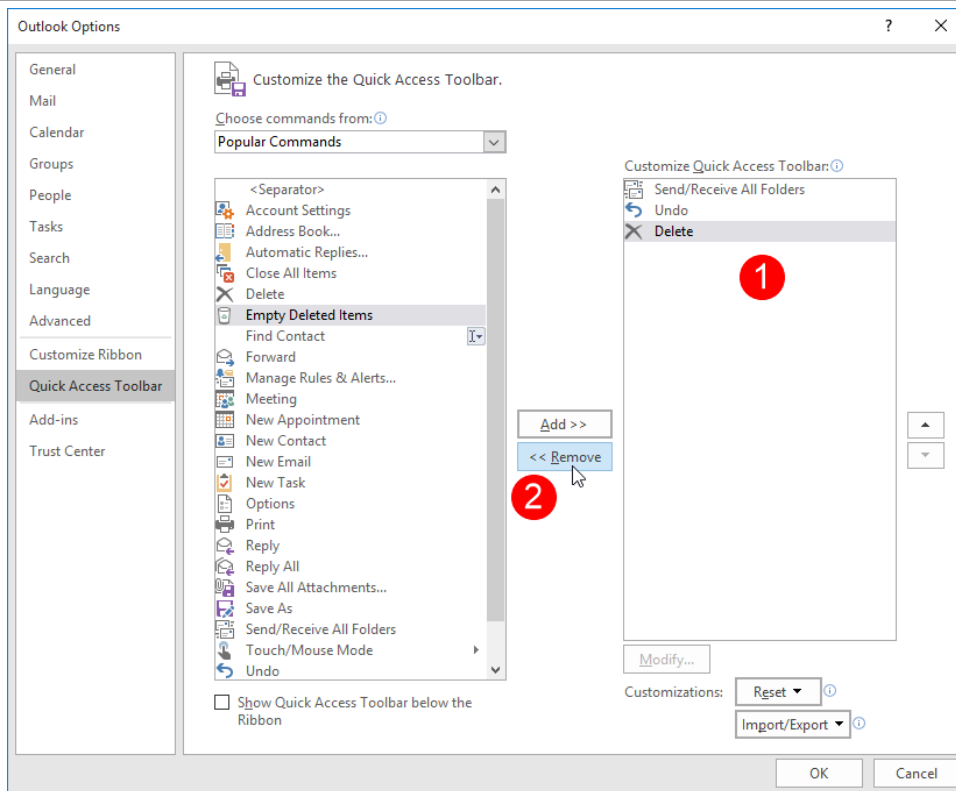 Outlook Options
?
General
Mail
Calendar
Groups
People
Tasks
Search
Language
Advanced
Customize Ribbon
Quick Access Toolbar
Add-ins
Trust Center
Customize the Quick Access Toolbar.
Choose commands from:
Popular Commands
<Separator>
Account Settings
Address Book...
Automatic Replies...
Close All Items
Delete
Empty Deleted Items
Find Contact
Forward
Manage Rules & Alerts...
Meeting
New Appointment
New Contact
New Email
New Task
Options
Print
Reply
Reply All
Save All Attachments...
Save As
Send/Receive All Folders
Touch/Mouse Mode
Undo
Show Quick Access Toolbar below the
Ribbon
Add >>
<< Remove
2
Customize Quick Access Toolbar:
Send/Receive All Folders
Undo
Delete
1
Modify...
Customizations:
Reset
Import/Export
OK
Cancel